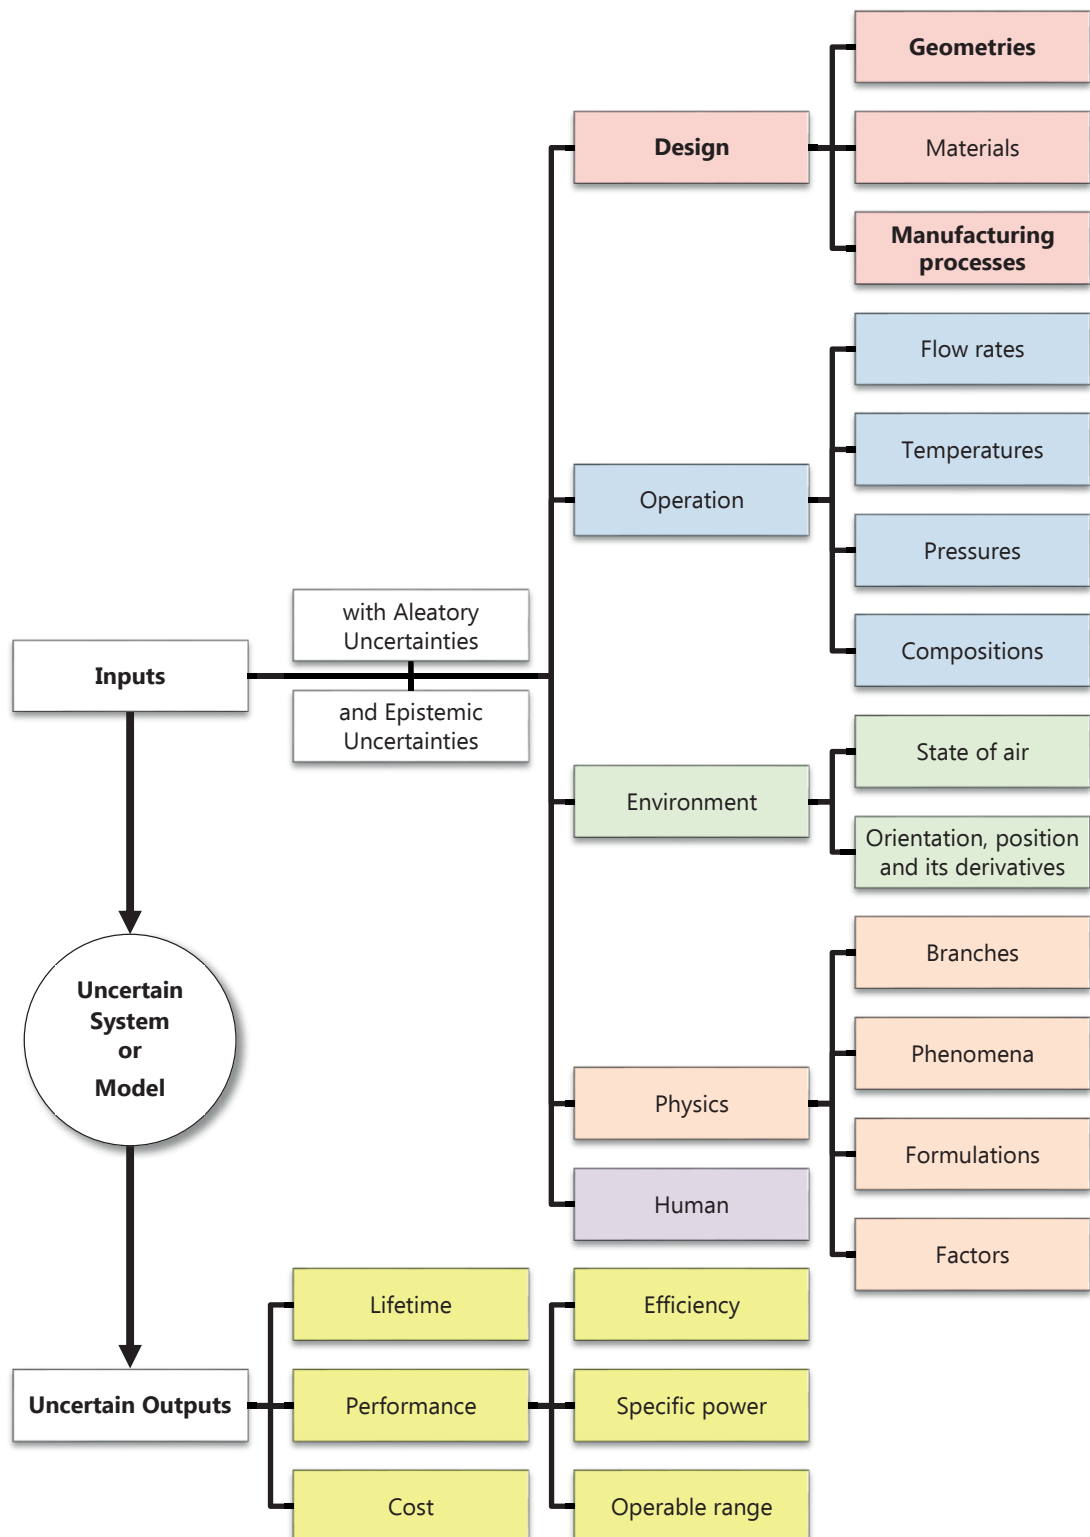 Geometries
Design
Materials
Manufacturing
processes
Flow rates
Temperatures
Operation
Pressures
with Aleatory
Uncertainties
Compositions
Inputs
and Epistemic
Uncertainties
State of air
Environment
Orientation, position
and its derivatives
Branches
Uncertain
System
or
Model
Phenomena
Physics
Formulations
Human
Factors
Lifetime
Efficiency
Uncertain Outputs
Performance
Specific power
Cost
Operable range